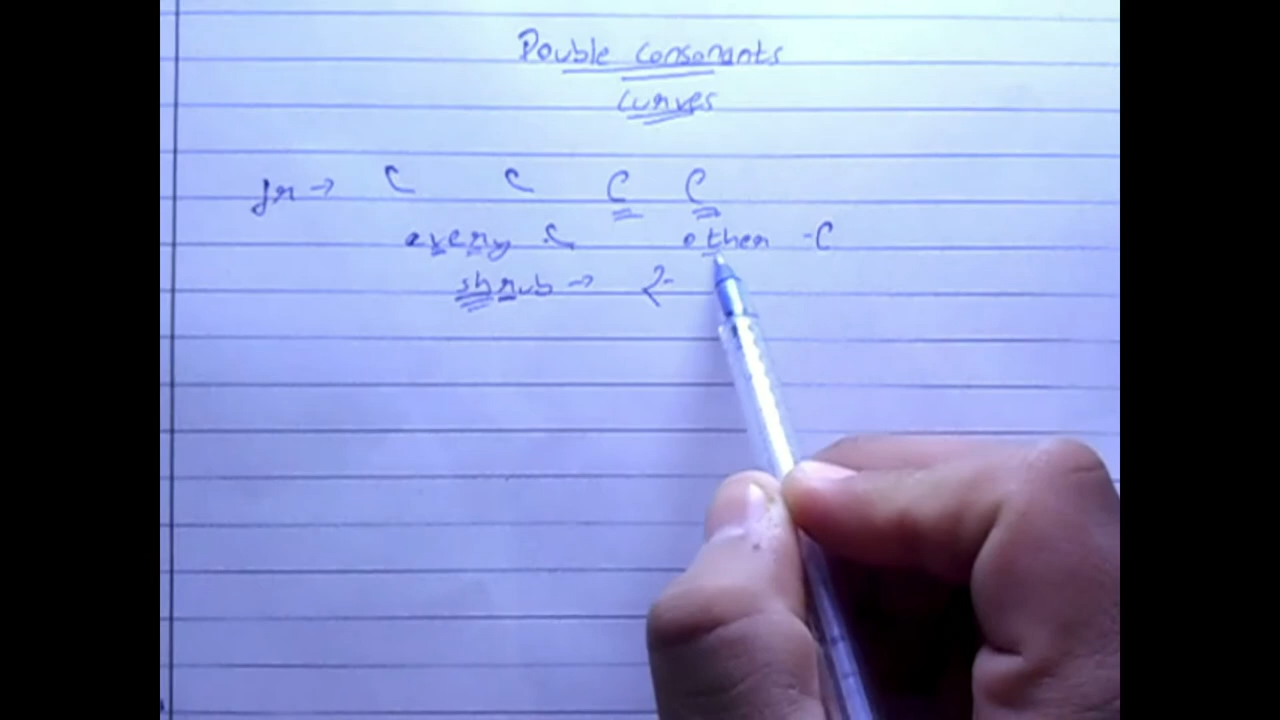 Double Consonants
Curves
fr →
every other
shrub →